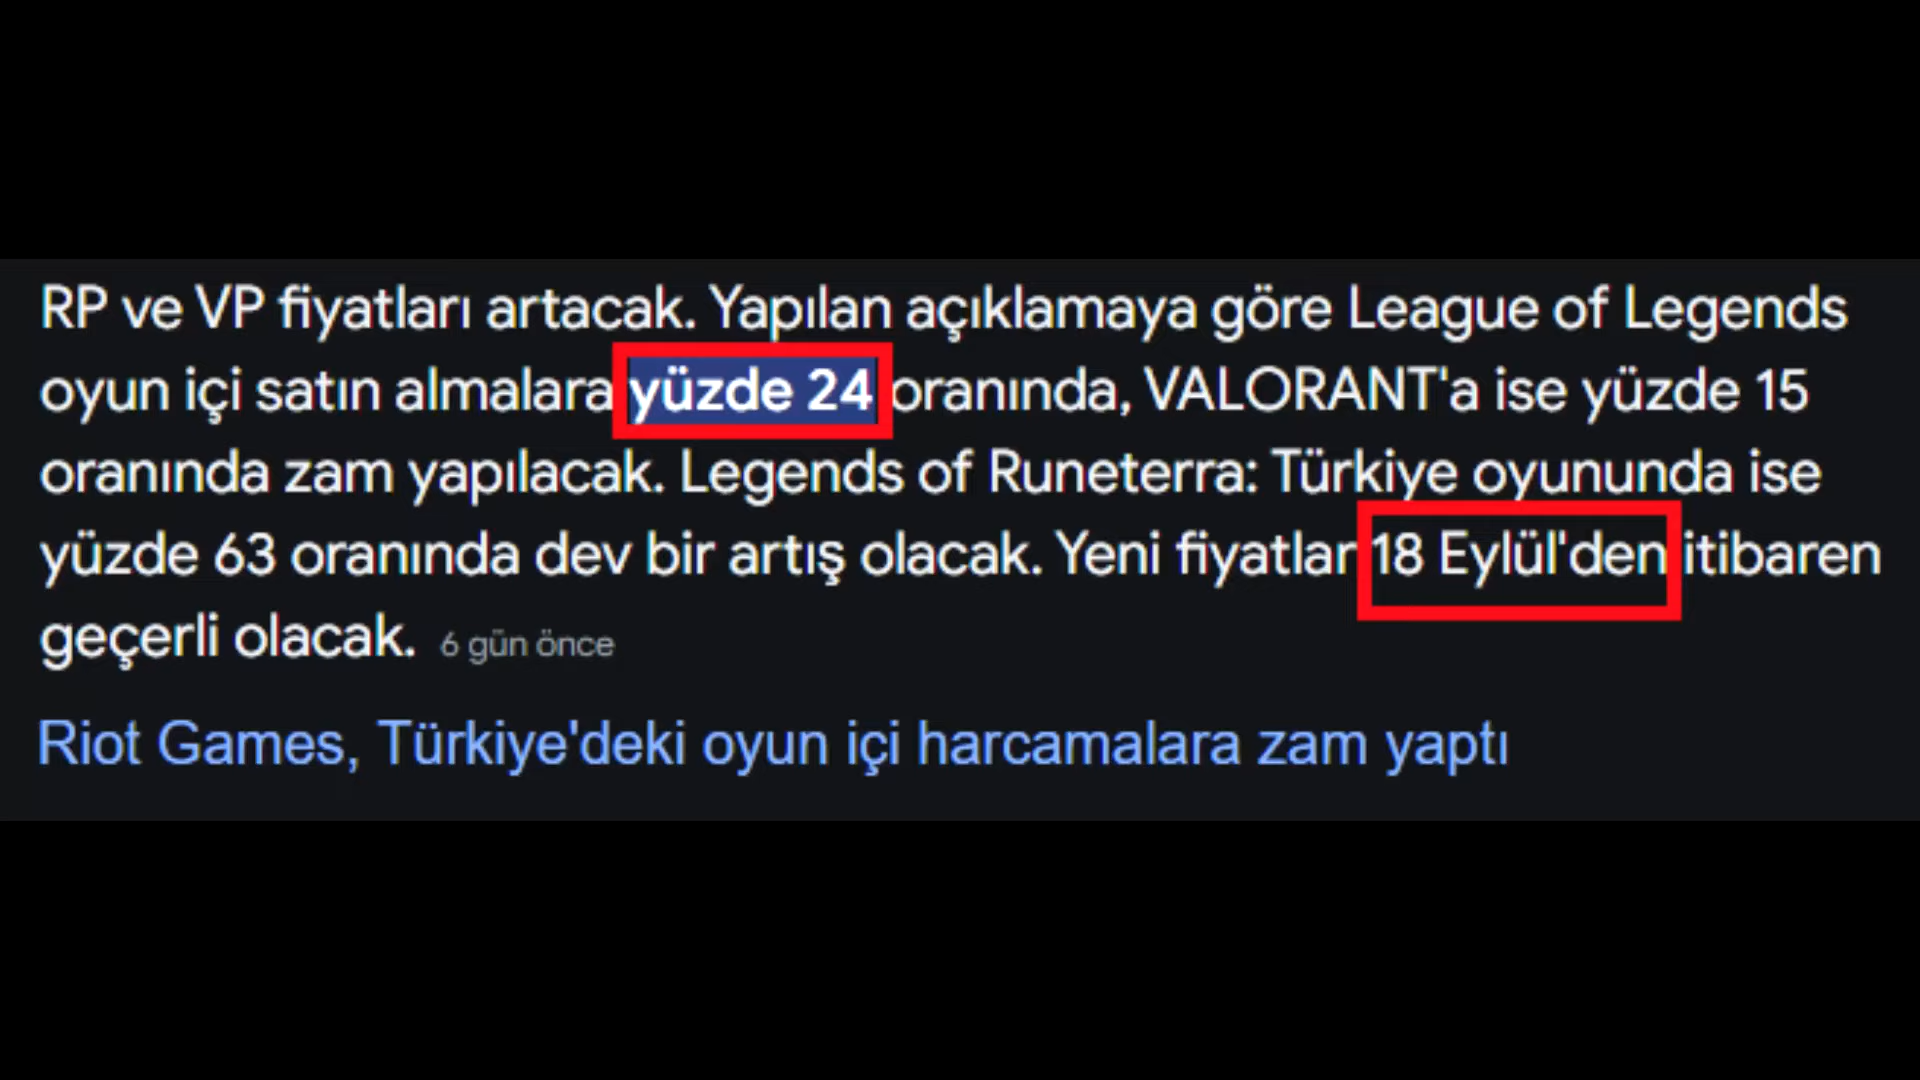 RP ve VP fiyatları artacak. Yapılan açıklamaya göre League of Legends
oyun içi satın almalara yüzde 24 oranında, VALORANT'a ise yüzde 15
oranında zam yapılacak. Legends of Runeterra: Türkiye oyununda ise
yüzde 63 oranında dev bir artış olacak. Yeni fiyatlar 18 Eylül'den itibaren
geçerli olacak. 6 gün önce
Riot Games, Türkiye'deki oyun içi harcamalara zam yaptı